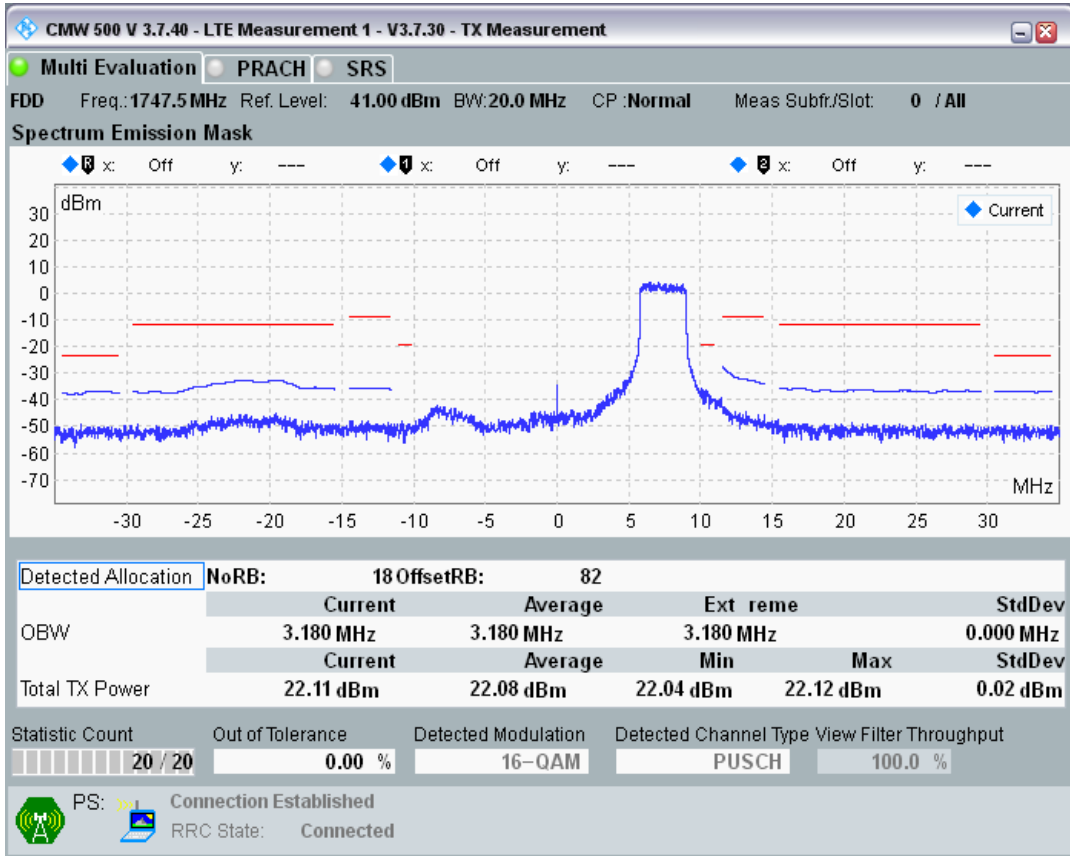 CMW 500 V 3.7.40 - LTE Measurement 1 - V3.7.30 - TX Measurement
Multi Evaluation PRACH SRS
FDD Freq.:1747.5 MHz Ref. Level: 41.00 dBm BW:20.0 MHz CP :Normal Meas Subfr./Slot: 0 / All
Spectrum Emission Mask
R x: Off y: --- 1 x: Off y: --- 2 x: Off y: ---
dBm
Current
30
20
10
0
-10
-20
-30
-40
-50
-60
-70
MHz
-30 -25 -20 -15 -10 -5 0 5 10 15 20 25 30
Detected Allocation NoRB: 18 OffsetRB: 82
Current Average Ext reme StdDev
OBW 3.180 MHz 3.180 MHz 3.180 MHz 0.000 MHz
Current Average Min Max StdDev
Total TX Power 22.11 dBm 22.08 dBm 22.04 dBm 22.12 dBm 0.02 dBm
Statistic Count Out of Tolerance Detected Modulation Detected Channel Type View Filter Throughput
20 / 20 0.00 % 16-QAM PUSCH 100.0 %
PS: Connection Established
RRC State: Connected